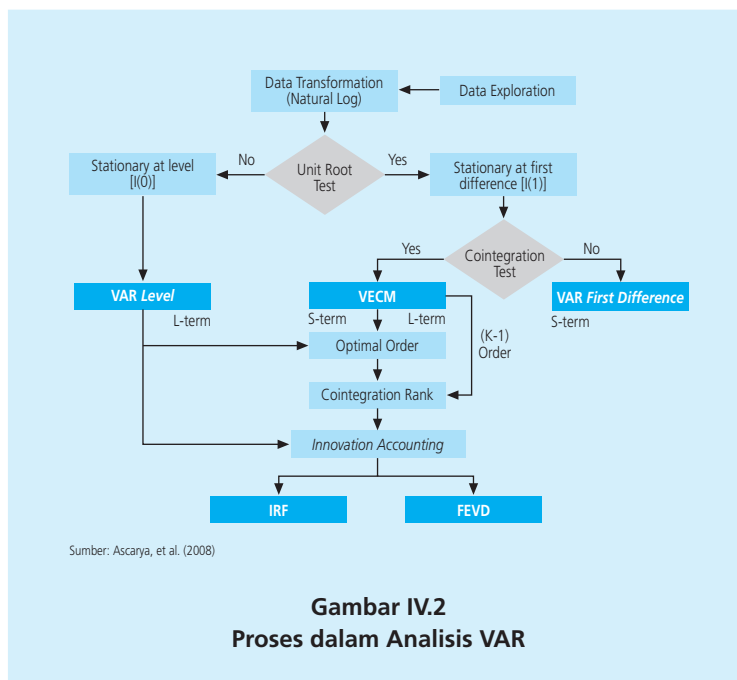 Data Transformation
(Natural Log)
Data Exploration
Stationary at level
[I(0)]
No
Unit Root
Test
Yes
Stationary at first
difference [I(1)]
Yes
Cointegration
Test
No
VAR Level
L-term
VECM
S-term
L-term
VAR First Difference
S-term
(K-1)
Order
Optimal Order
Cointegration Rank
Innovation Accounting
IRF
FEVD
Sumber: Ascarya, et al. (2008)
Gambar IV.2
Proses dalam Analisis VAR